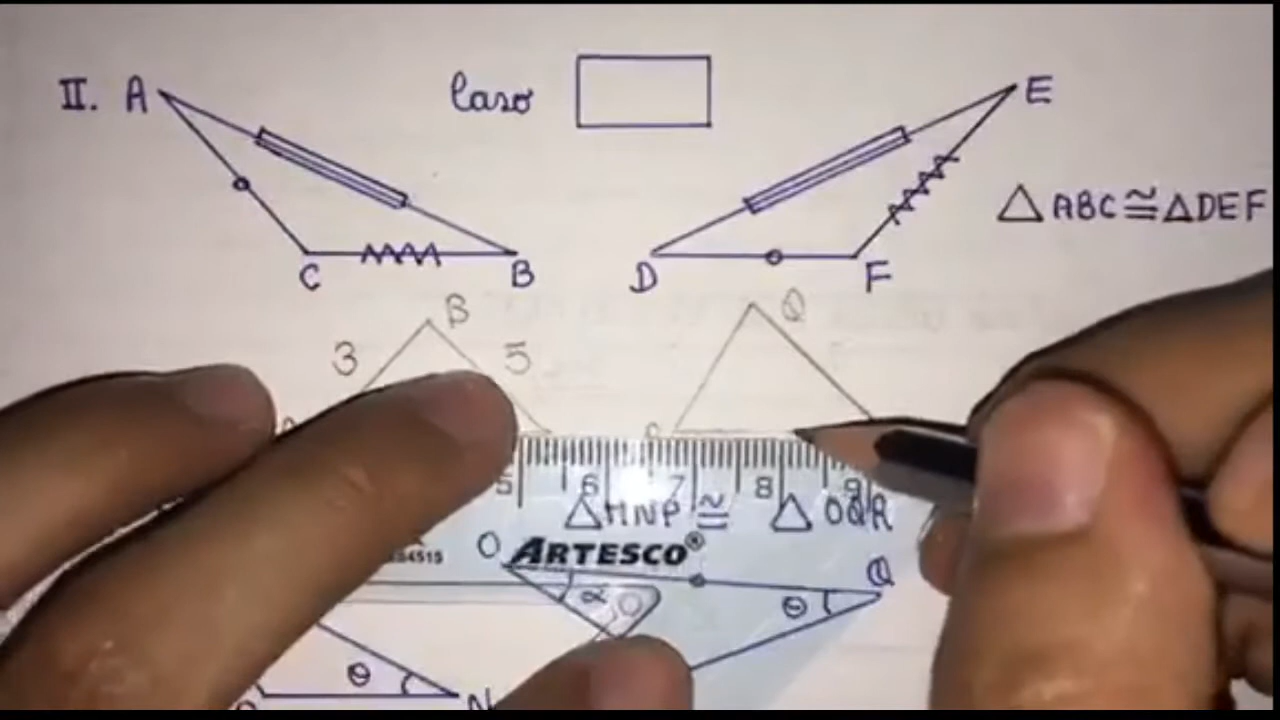 II. A
Caso
E
△ABC≅△DEF
C
B
D
F
3
B
5
Q
5 6 7 8 9
△MNP≅ △OQR
O
ARTESCO®
Q
α
θ
θ
N